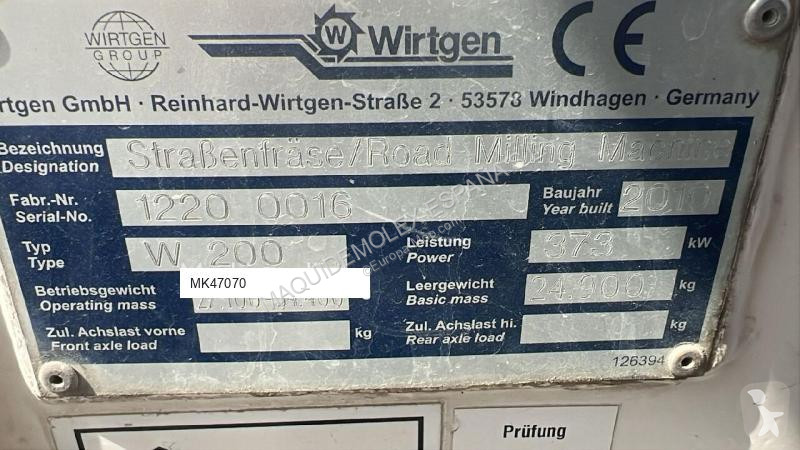 WIRTGEN
GROUP
W Wirtgen CE
rtgen GmbH · Reinhard-Wirtgen-Straße 2 · 53578 Windhagen · Germany
Bezeichnung
Designation
Straßenfräse/Road Milling Machine
Fabr.-Nr.
Serial-No.
1220 0016
Baujahr
Year built
2010
Typ
Type
W 200
Leistung
Power
373 kW
Betriebsgewicht
Operating mass
MK47070
Leergewicht
Basic mass
24.900 kg
Zul. Achslast vorne
Front axle load
kg
Zul. Achslast hi.
Rear axle load
kg
126394
Prüfung
MAQUIDEMOLEX ESPANA